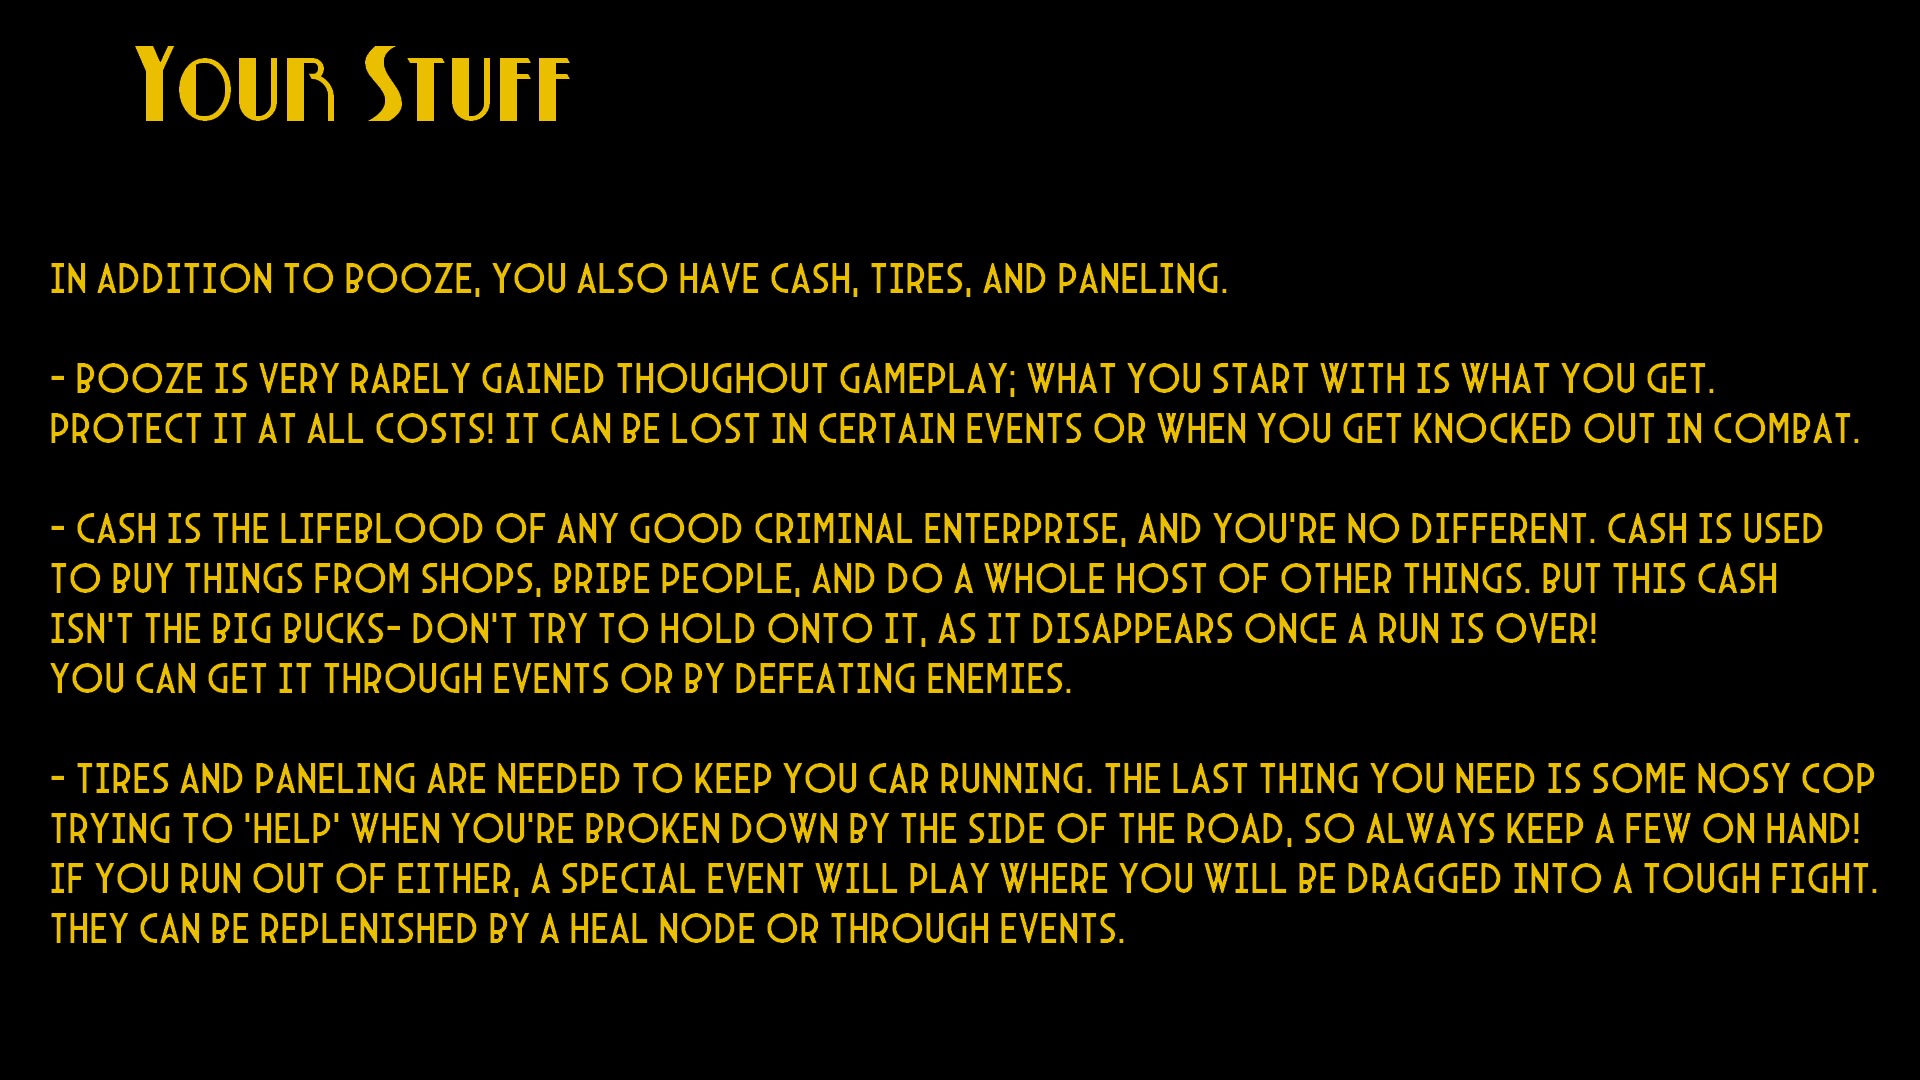 Your Stuff
IN ADDITION TO BOOZE, YOU ALSO HAVE CASH, TIRES, AND PANELING.
- BOOZE IS VERY RARELY GAINED THOUGHOUT GAMEPLAY; WHAT YOU START WITH IS WHAT YOU GET.
PROTECT IT AT ALL COSTS! IT CAN BE LOST IN CERTAIN EVENTS OR WHEN YOU GET KNOCKED OUT IN COMBAT.
- CASH IS THE LIFEBLOOD OF ANY GOOD CRIMINAL ENTERPRISE, AND YOU'RE NO DIFFERENT. CASH IS USED
TO BUY THINGS FROM SHOPS, BRIBE PEOPLE, AND DO A WHOLE HOST OF OTHER THINGS. BUT THIS CASH
ISN'T THE BIG BUCKS- DON'T TRY TO HOLD ONTO IT, AS IT DISAPPEARS ONCE A RUN IS OVER!
YOU CAN GET IT THROUGH EVENTS OR BY DEFEATING ENEMIES.
- TIRES AND PANELING ARE NEEDED TO KEEP YOU CAR RUNNING. THE LAST THING YOU NEED IS SOME NOSY COP
TRYING TO 'HELP' WHEN YOU'RE BROKEN DOWN BY THE SIDE OF THE ROAD, SO ALWAYS KEEP A FEW ON HAND!
IF YOU RUN OUT OF EITHER, A SPECIAL EVENT WILL PLAY WHERE YOU WILL BE DRAGGED INTO A TOUGH FIGHT.
THEY CAN BE REPLENISHED BY A HEAL NODE OR THROUGH EVENTS.